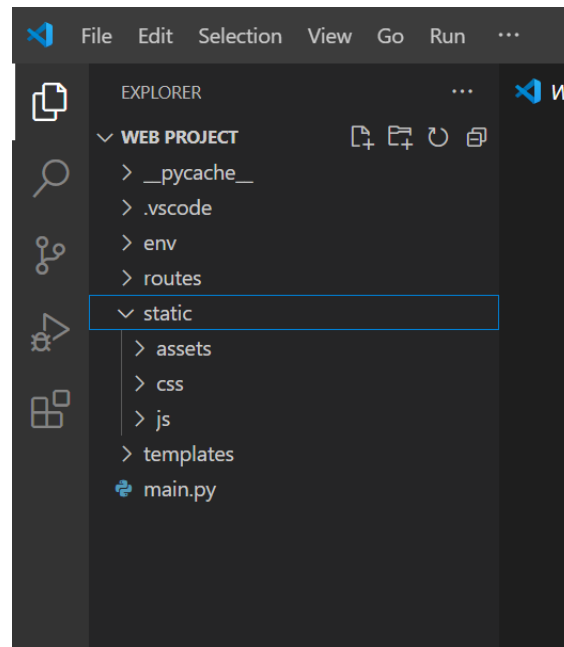 File Edit Selection View Go Run ...
EXPLORER ...
W
WEB PROJECT
__pycache__
.vscode
env
routes
static
assets
css
js
templates
main.py